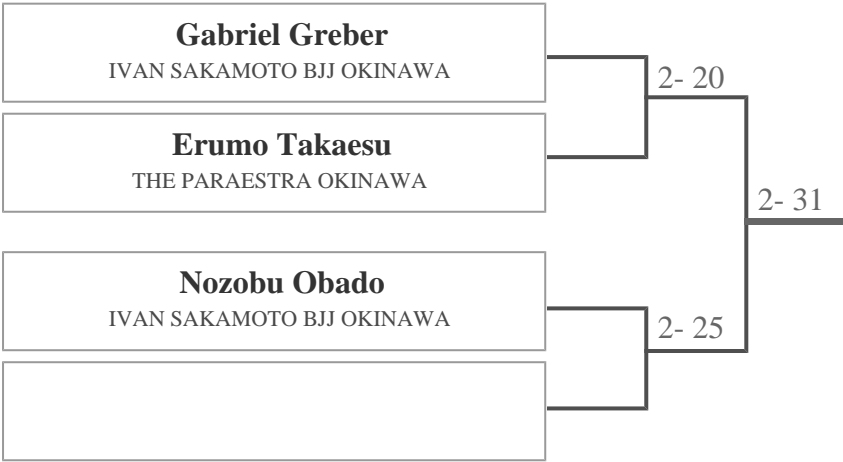 Gabriel Greber
IVAN SAKAMOTO BJJ OKINAWA
2- 20
Erumo Takaesu
THE PARAESTRA OKINAWA
2- 31
Nozobu Obado
IVAN SAKAMOTO BJJ OKINAWA
2- 25